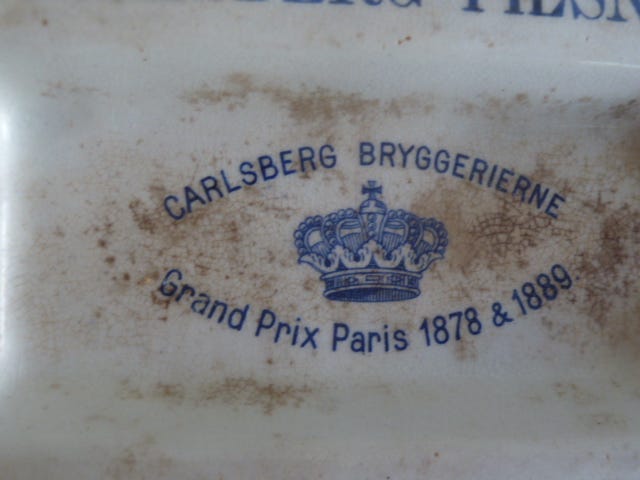 CARLSBERG BRYGGERIERNE
Grand Prix Paris 1878 & 1889.